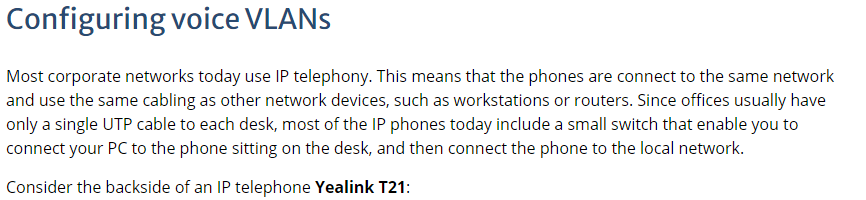 Configuring voice VLANs
Most corporate networks today use IP telephony. This means that the phones are connect to the same network
and use the same cabling as other network devices, such as workstations or routers. Since offices usually have
only a single UTP cable to each desk, most of the IP phones today include a small switch that enable you to
connect your PC to the phone sitting on the desk, and then connect the phone to the local network.
Consider the backside of an IP telephone Yealink T21: